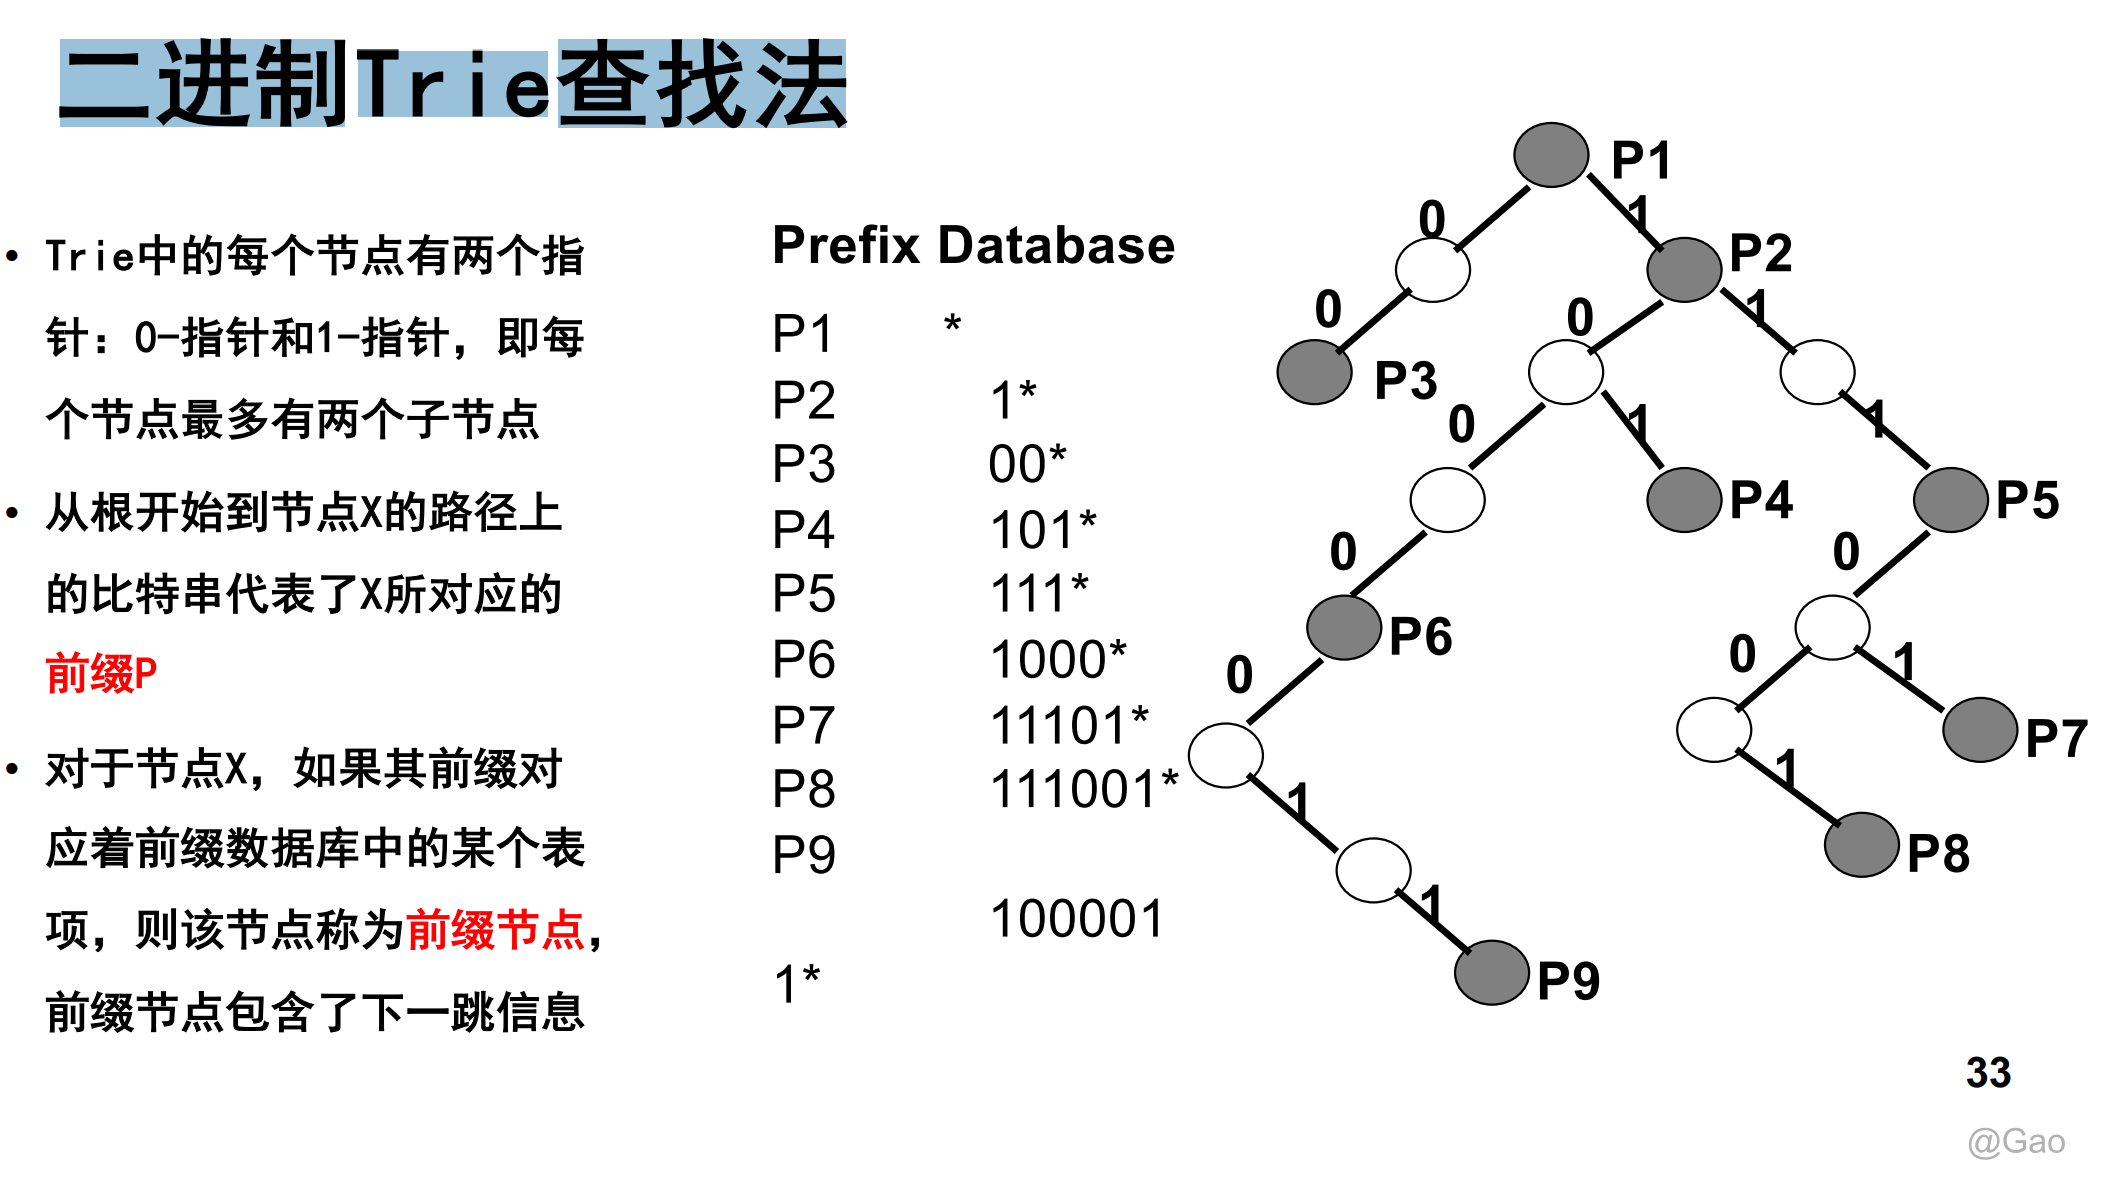 二进制Trie查找法
• Trie中的每个节点有两个指
针：0-指针和1-指针，即每
个节点最多有两个子节点
• 从根开始到节点X的路径上
的比特串代表了X所对应的
前缀P
• 对于节点X，如果其前缀对
应着前缀数据库中的某个表
项，则该节点称为前缀节点，
前缀节点包含了下一跳信息
Prefix Database
P1 *
P2 1*
P3 00*
P4 101*
P5 111*
P6 1000*
P7 11101*
P8 111001*
P9
100001
1*
P1
0 1
P2
0 0 1
P3
0 1 1
P4 P5
0 0
P6
0 0 1
P7
1 1
P8
1
P9
33
@Gao